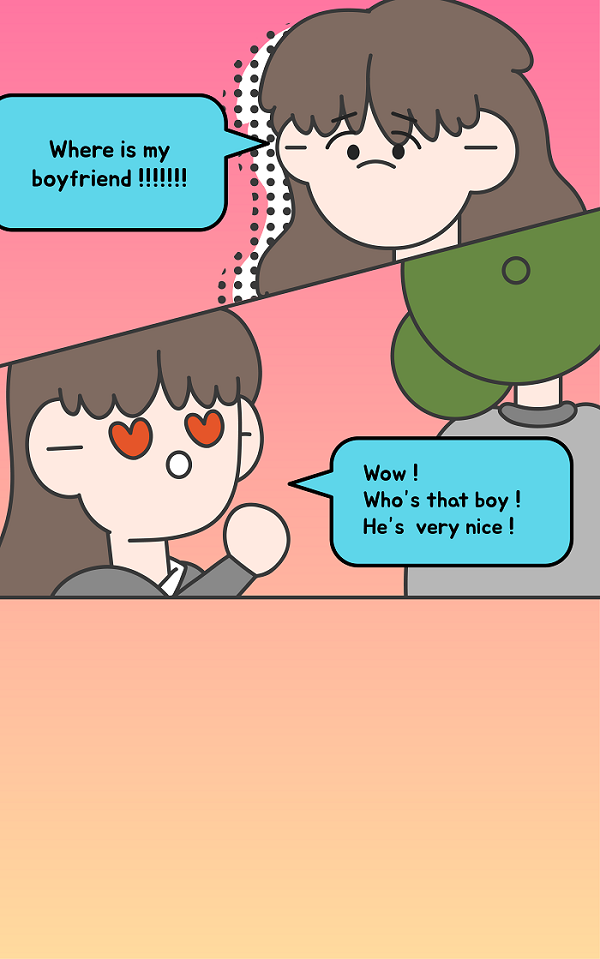 Where is my
boyfriend !!!!!!!
Wow !
Who's that boy !
He's very nice !